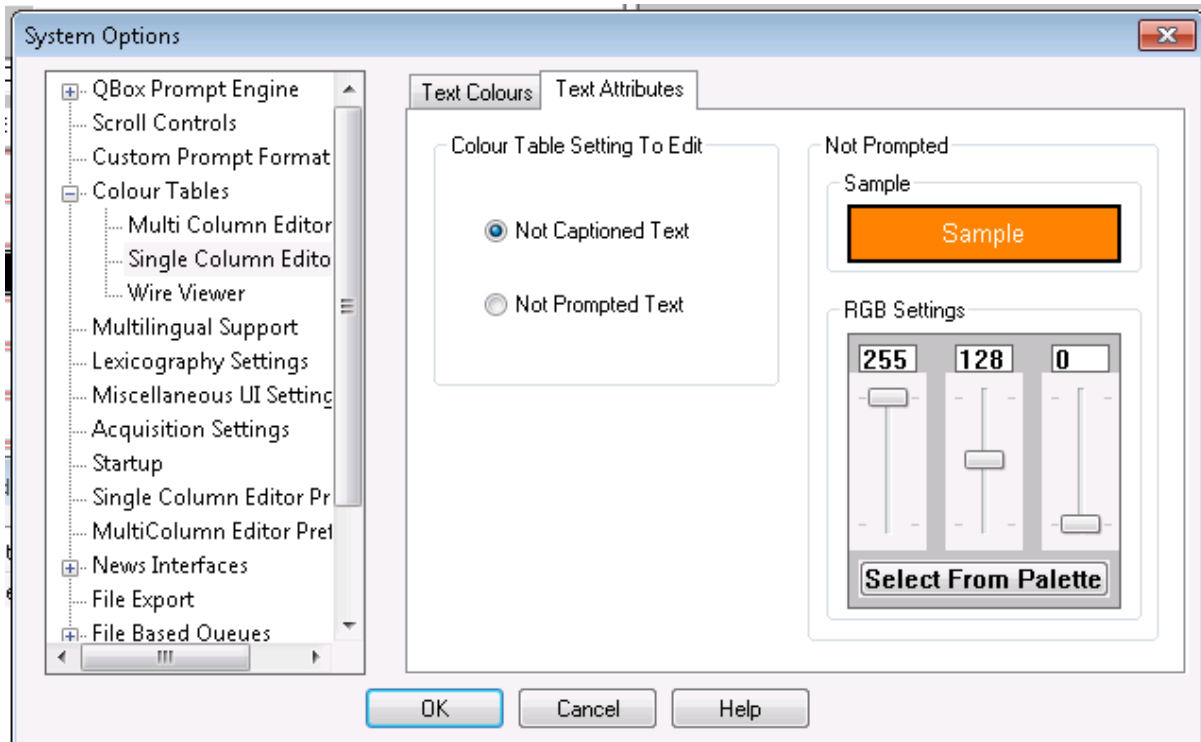 System Options
QBox Prompt Engine
Scroll Controls
Custom Prompt Format
Colour Tables
Multi Column Editor
Single Column Edito
Wire Viewer
Multilingual Support
Lexicography Settings
Miscellaneous UI Setting
Acquisition Settings
Startup
Single Column Editor Pr
MultiColumn Editor Pref
News Interfaces
File Export
File Based Queues
Text Colours
Text Attributes
Colour Table Setting To Edit
Not Captioned Text
Not Prompted Text
Not Prompted
Sample
Sample
RGB Settings
255 128 0
Select From Palette
OK Cancel Help